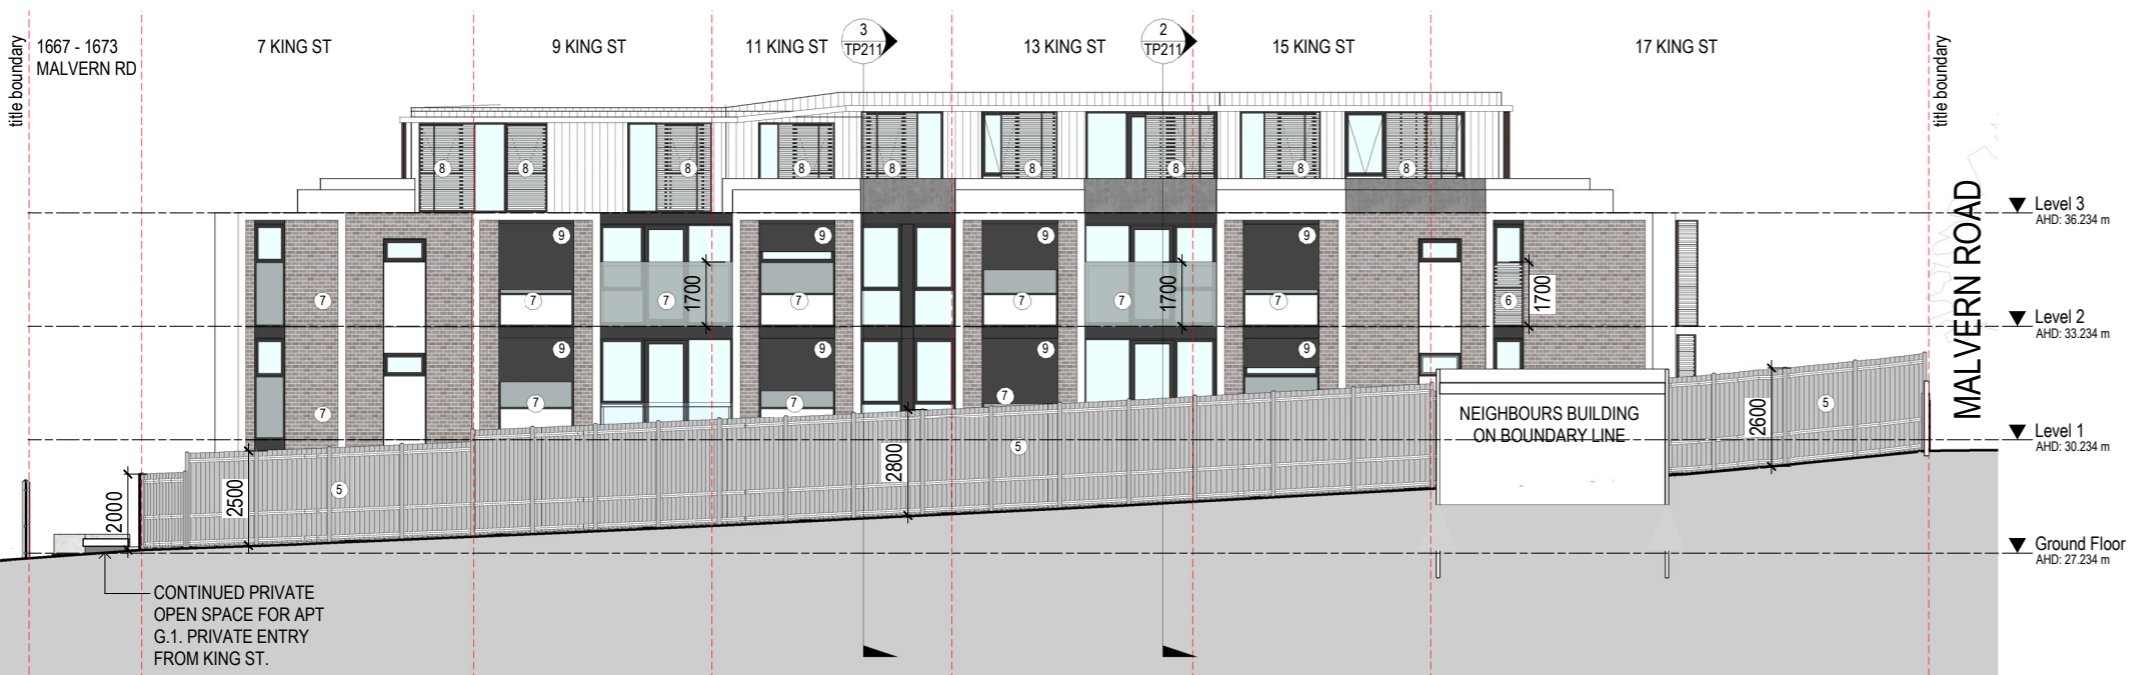 title boundary
1667 - 1673
MALVERN RD
7 KING ST
9 KING ST
11 KING ST
3
TP211
13 KING ST
2
TP211
15 KING ST
17 KING ST
title boundary
8
8
8
8
8
8
8
8
8
Level 3
AHD: 36.234 m
9
9
9
9
7
7
7
1700
7
7
7
1700
7
6
1700
Level 2
AHD: 33.234 m
9
9
9
9
7
7
7
7
MALVERN ROAD
NEIGHBOURS BUILDING
ON BOUNDARY LINE
5
2600
Level 1
AHD: 30.234 m
2000
2500
5
2800
5
Ground Floor
AHD: 27.234 m
CONTINUED PRIVATE
OPEN SPACE FOR APT
G.1. PRIVATE ENTRY
FROM KING ST.